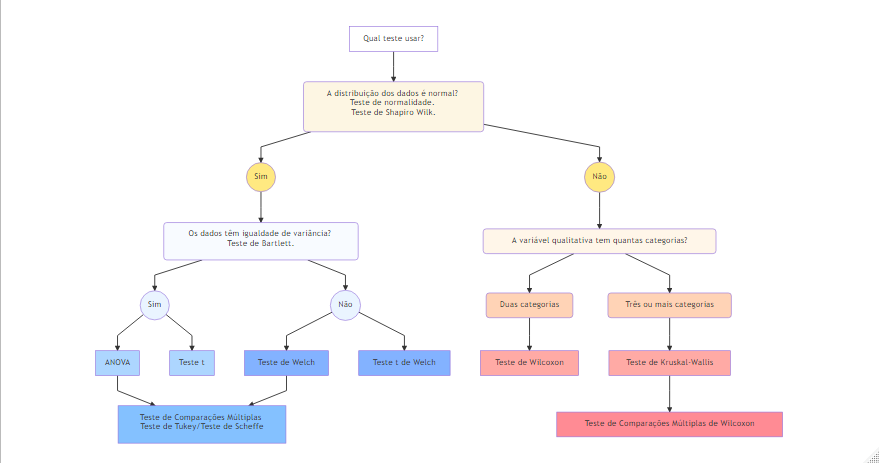 Qual teste usar?
A distribuição dos dados é normal?
Teste de normalidade.
Teste de Shapiro Wilk.
Sim
Não
Os dados têm igualdade de variância?
Teste de Bartlett.
A variável qualitativa tem quantas categorias?
Sim
Não
Duas categorias
Três ou mais categorias
ANOVA
Teste t
Teste de Welch
Teste t de Welch
Teste de Wilcoxon
Teste de Kruskal-Wallis
Teste de Comparações Múltiplas
Teste de Tukey/Teste de Scheffe
Teste de Comparações Múltiplas de Wilcoxon